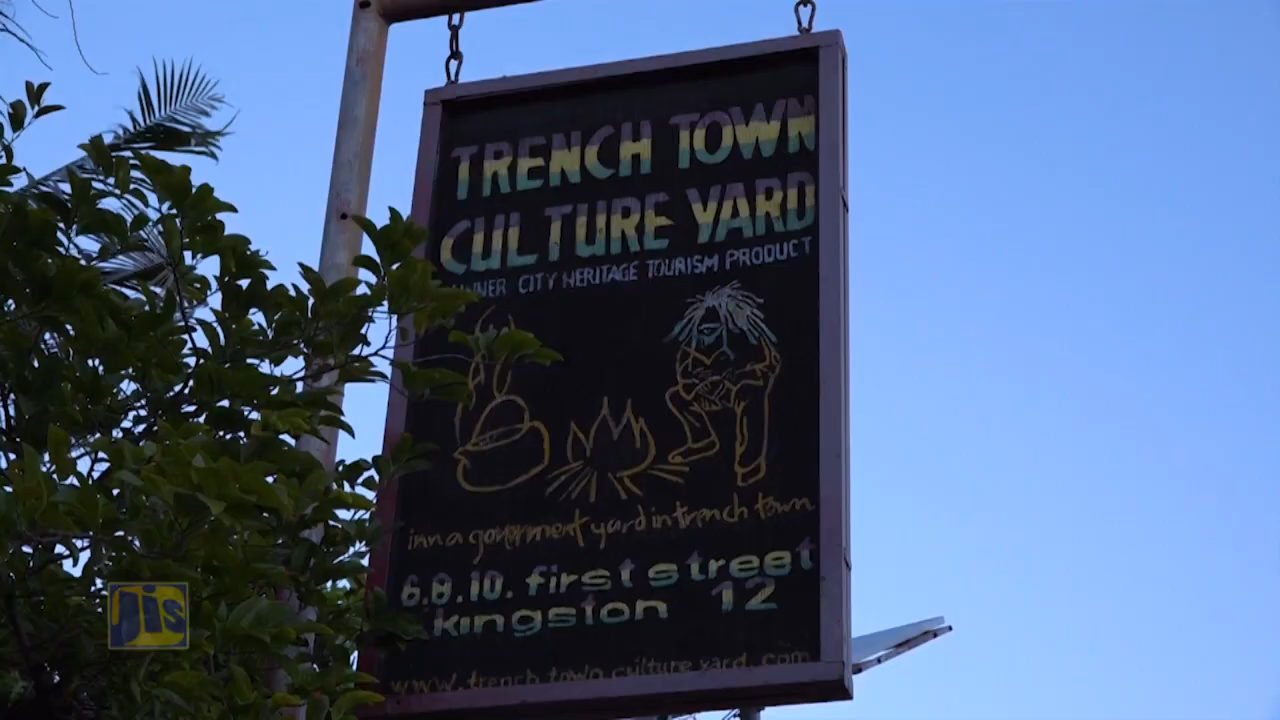 TRENCH TOWN
CULTURE YARD
INNER CITY HERITAGE TOURISM PRODUCT
inna government yard in trench town
6.8.10. first street
kingston 12
www.trench town culture yard.com
jis